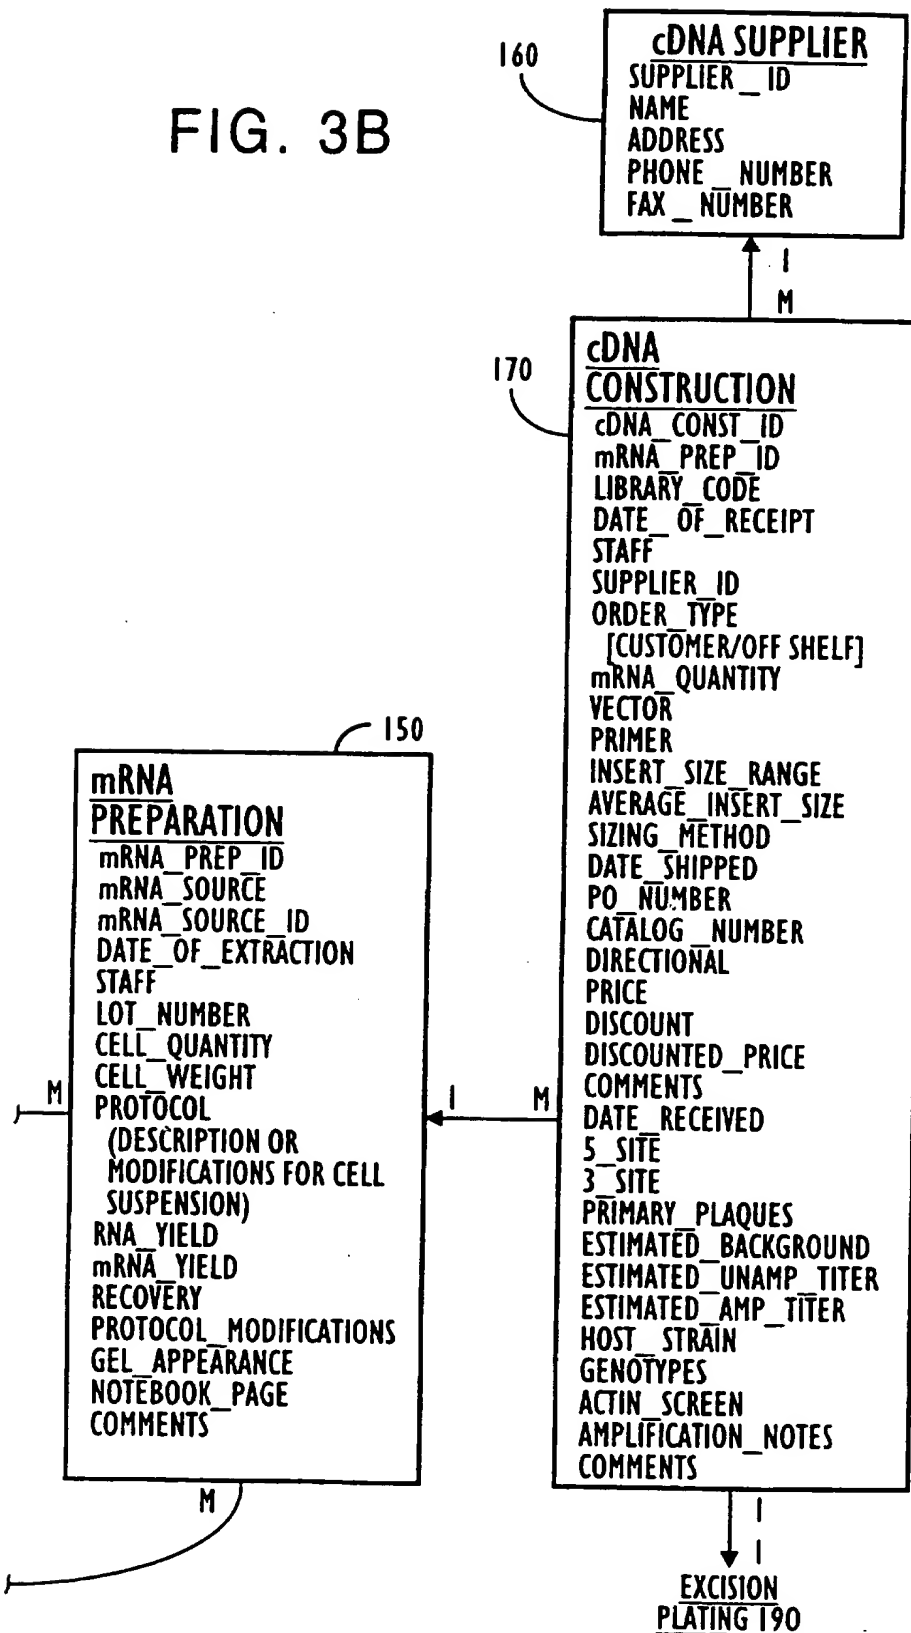 FIG. 3B
160
cDNA SUPPLIER
SUPPLIER_ID
NAME
ADDRESS
PHONE_NUMBER
FAX_NUMBER
1
M
170
cDNA
CONSTRUCTION
cDNA_CONST_ID
mRNA_PREP_ID
LIBRARY_CODE
DATE_OF_RECEIPT
STAFF
SUPPLIER_ID
ORDER_TYPE
[CUSTOMER/OFF SHELF]
mRNA_QUANTITY
VECTOR
PRIMER
INSERT_SIZE_RANGE
AVERAGE_INSERT_SIZE
SIZING_METHOD
DATE_SHIPPED
PO_NUMBER
CATALOG_NUMBER
DIRECTIONAL
PRICE
DISCOUNT
DISCOUNTED_PRICE
COMMENTS
DATE_RECEIVED
5_SITE
3_SITE
PRIMARY_PLAQUES
ESTIMATED_BACKGROUND
ESTIMATED_UNAMP_TITER
ESTIMATED_AMP_TITER
HOST_STRAIN
GENOTYPES
ACTIN_SCREEN
AMPLIFICATION_NOTES
COMMENTS
150
mRNA
PREPARATION
mRNA_PREP_ID
mRNA_SOURCE
mRNA_SOURCE_ID
DATE_OF_EXTRACTION
STAFF
LOT_NUMBER
CELL_QUANTITY
CELL_WEIGHT
PROTOCOL
(DESCRIPTION OR
MODIFICATIONS FOR CELL
SUSPENSION)
RNA_YIELD
mRNA_YIELD
RECOVERY
PROTOCOL_MODIFICATIONS
GEL_APPEARANCE
NOTEBOOK_PAGE
COMMENTS
M
1
M
M
1
1
EXCISION
PLATING 190